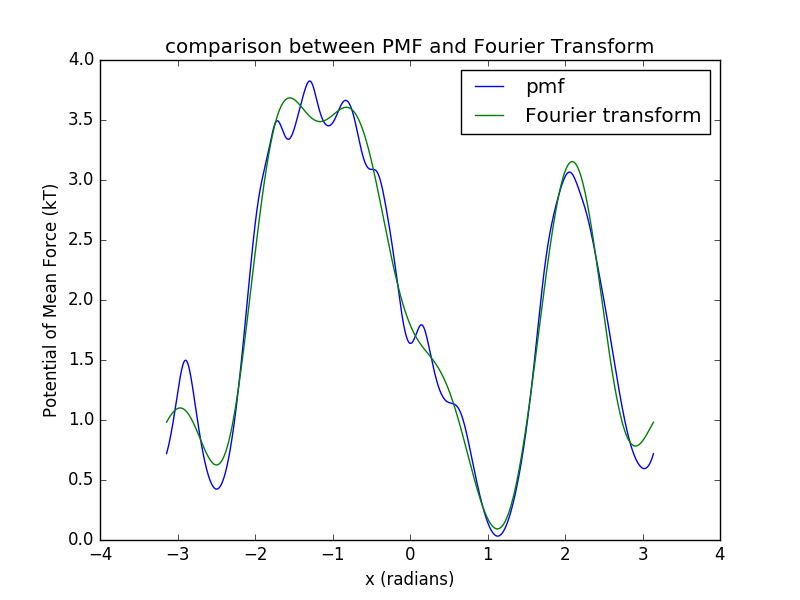 comparison between PMF and Fourier Transform
pmf
Fourier transform
Potential of Mean Force (kT)
4.0
3.5
3.0
2.5
2.0
1.5
1.0
0.5
0.0
−4 −3 −2 −1 0 1 2 3 4
x (radians)